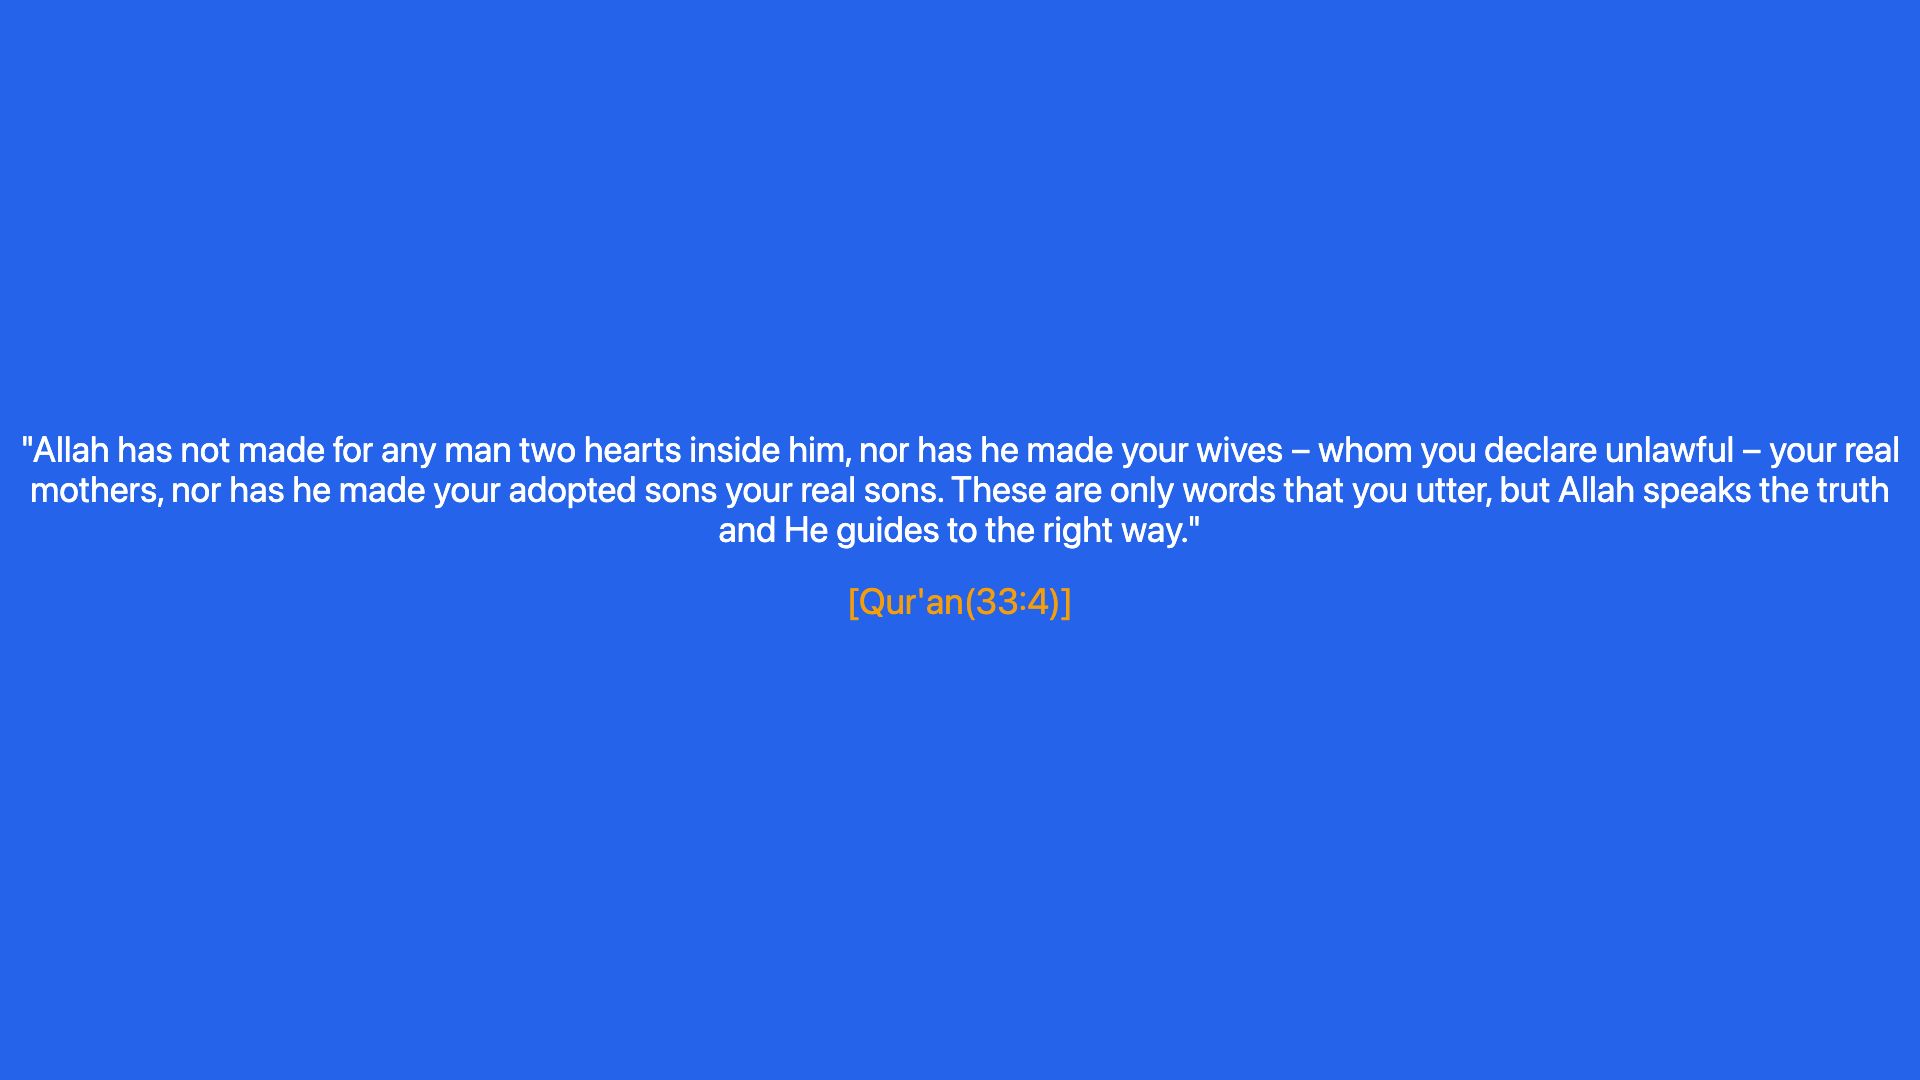 "Allah has not made for any man two hearts inside him, nor has he made your wives – whom you declare unlawful – your real
mothers, nor has he made your adopted sons your real sons. These are only words that you utter, but Allah speaks the truth
and He guides to the right way."
[Qur'an(33:4)]